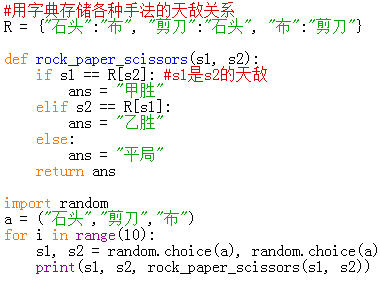 #用字典存储各种手法的天敌关系
R = {"石头":"布", "剪刀":"石头", "布":"剪刀"}
def rock_paper_scissors(s1, s2):
    if s1 == R[s2]: #s1是s2的天敌
        ans = "甲胜"
    elif s2 == R[s1]:
        ans = "乙胜"
    else:
        ans = "平局"
    return ans
import random
a = ("石头","剪刀","布")
for i in range(10):
    s1, s2 = random.choice(a), random.choice(a)
    print(s1, s2, rock_paper_scissors(s1, s2))